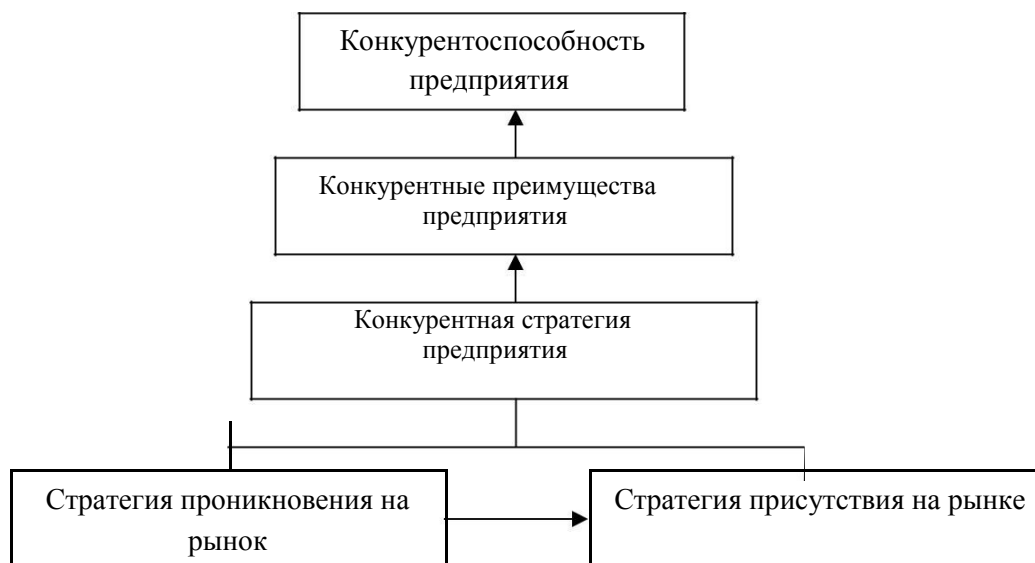 Конкурентоспособность
предприятия
Конкурентные преимущества
предприятия
Конкурентная стратегия
предприятия
Стратегия проникновения на
рынок
Стратегия присутствия на рынке